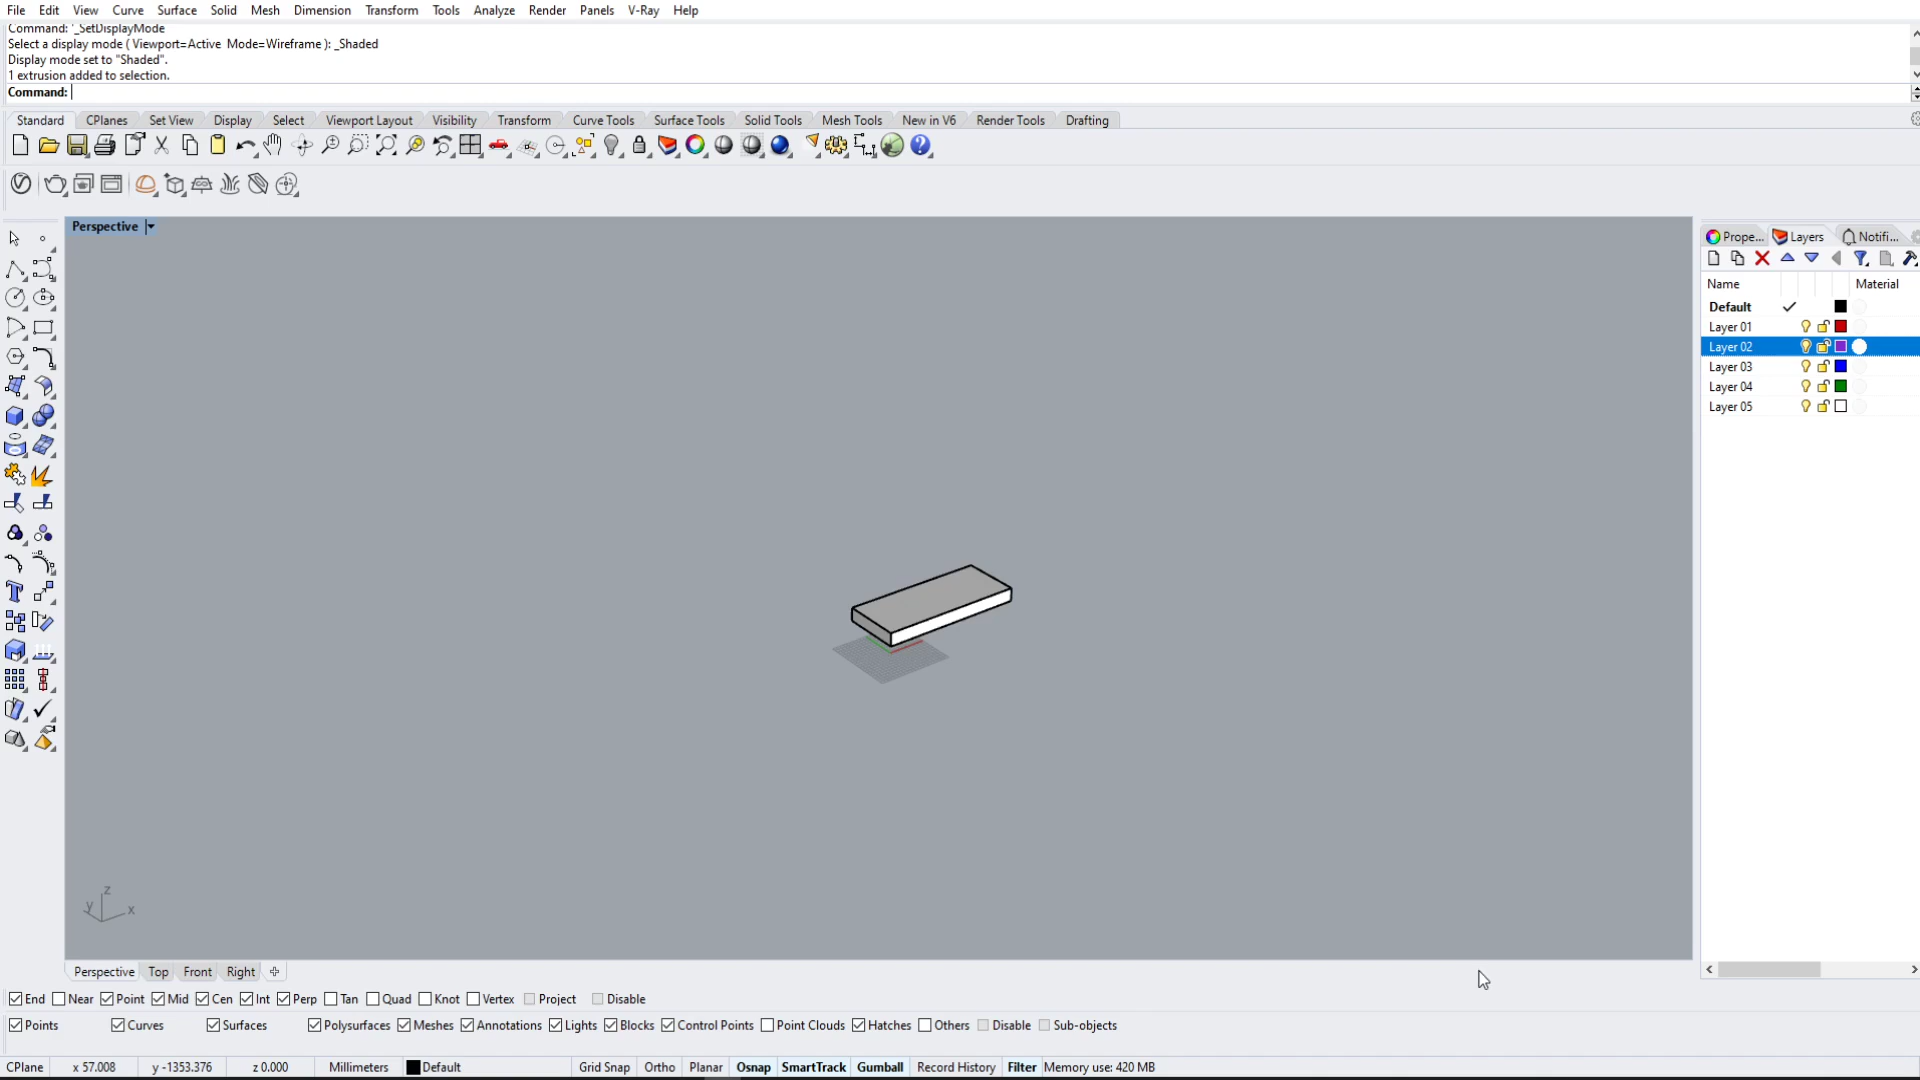 File Edit View Curve Surface Solid Mesh Dimension Transform Tools Analyze Render Panels V-Ray Help
Command: '_SetDisplayMode
Select a display mode ( Viewport=Active Mode=Wireframe ): _Shaded
Display mode set to "Shaded".
1 extrusion added to selection.
Command:
Standard CPlanes Set View Display Select Viewport Layout Visibility Transform Curve Tools Surface Tools Solid Tools Mesh Tools New in V6 Render Tools Drafting
Perspective
Prope... Layers Notifi...
Name Material
Default
Layer 01
Layer 02
Layer 03
Layer 04
Layer 05
z
y x
Perspective Top Front Right
End Near Point Mid Cen Int Perp Tan Quad Knot Vertex Project Disable
Points Curves Surfaces Polysurfaces Meshes Annotations Lights Blocks Control Points Point Clouds Hatches Others Disable Sub-objects
CPlane x 57.008 y -1353.376 z 0.000 Millimeters Default Grid Snap Ortho Planar Osnap SmartTrack Gumball Record History Filter Memory use: 420 MB